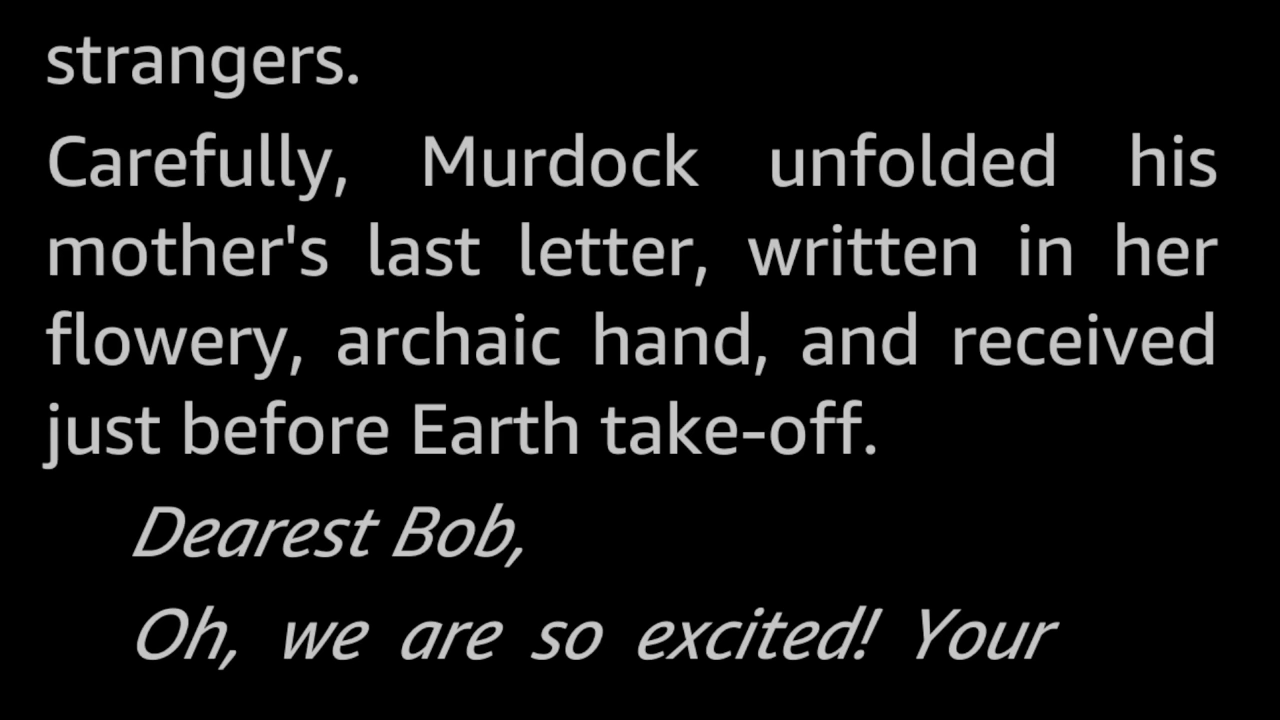 strangers.
Carefully, Murdock unfolded his
mother's last letter, written in her
flowery, archaic hand, and received
just before Earth take-off.
Dearest Bob,
Oh, we are so excited! Your